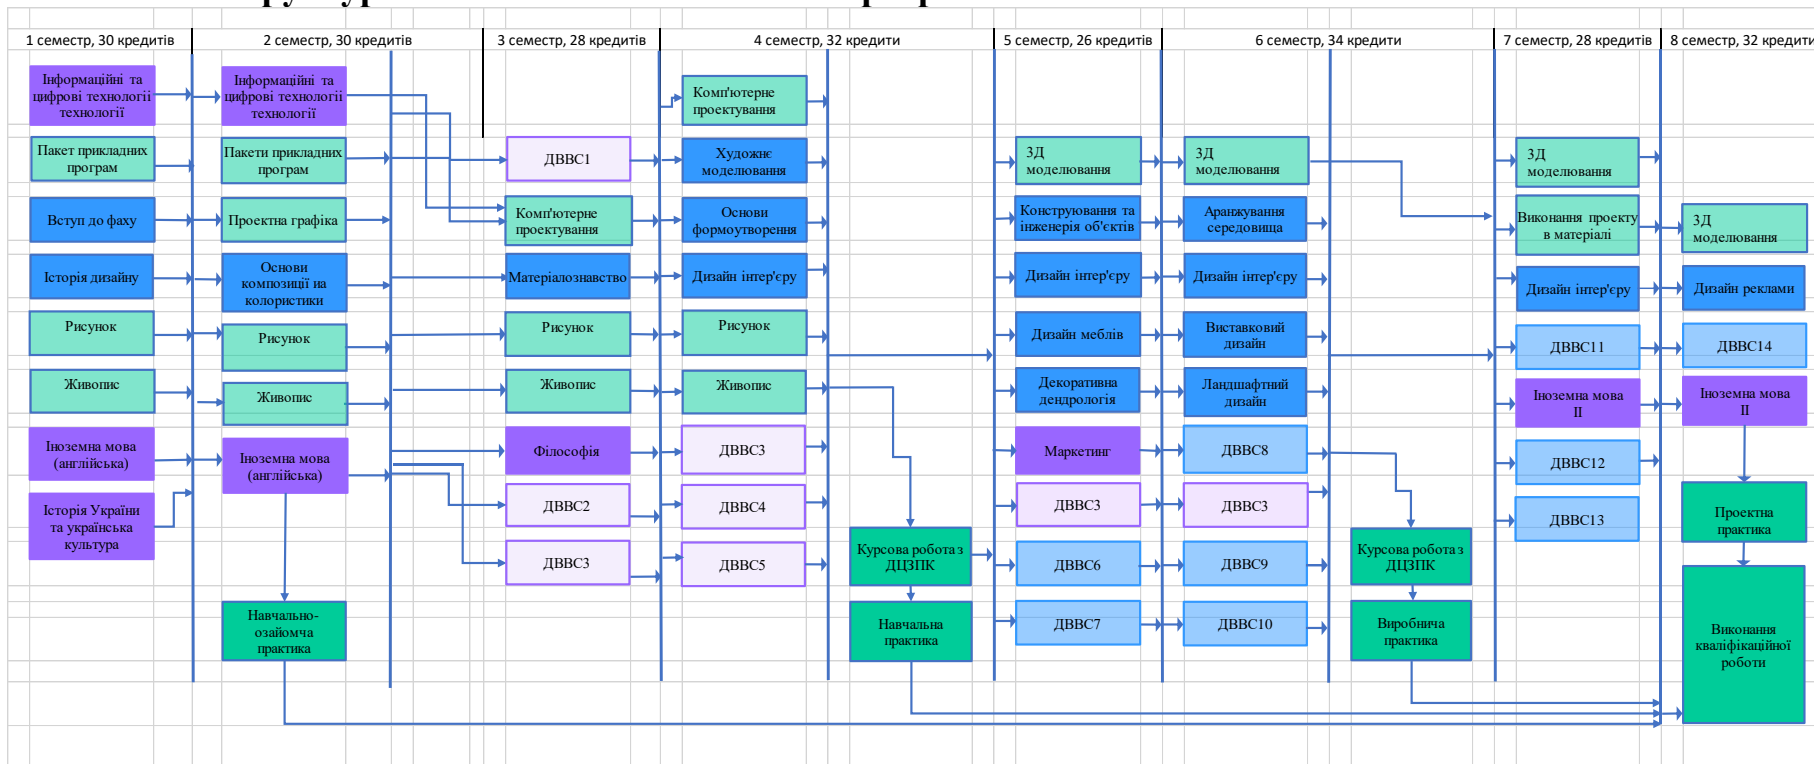 1 семестр, 30 кредитів
2 семестр, 30 кредитів
3 семестр, 28 кредитів
4 семестр, 32 кредити
5 семестр, 26 кредитів
6 семестр, 34 кредити
7 семестр, 28 кредитів
8 семестр, 32 кредити
Інформаційні та
цифрові технологіі
технології
Пакет прикладних
програм
Вступ до фаху
Історія дизайну
Рисунок
Живопис
Іноземна мова
(англійська)
Історія України
та українська
культура
Інформаційні та
цифрові технологіі
технології
Пакети прикладних
програм
Проектна графіка
Основи
композиції на
колористики
Рисунок
Живопис
Іноземна мова
(англійська)
Навчально-
озайомча
практика
ДВВС1
Комп'ютерне
проектування
Матеріалознавство
Рисунок
Живопис
Філософія
ДВВС2
ДВВС3
Комп'ютерне
проектування
Художнє
моделювання
Основи
формоутворення
Дизайн інтер'єру
Рисунок
Живопис
ДВВС3
ДВВС4
ДВВС5
Курсова робота з
ДЦЗПК
Навчальна
практика
3Д
моделювання
Конструювання та
інженерія об'єктів
Дизайн інтер'єру
Дизайн меблів
Декоративна
дендрологія
Маркетинг
ДВВС3
ДВВС6
ДВВС7
3Д
моделювання
Аранжування
середовища
Дизайн інтер'єру
Виставковий
дизайн
Ландшафтний
дизайн
ДВВС8
ДВВС3
ДВВС9
ДВВС10
Курсова робота з
ДЦЗПК
Виробнича
практика
3Д
моделювання
Виконання проекту
в матеріалі
Дизайн інтер'єру
ДВВС11
Іноземна мова
ІІ
ДВВС12
ДВВС13
3Д
моделювання
Дизайн реклами
ДВВС14
Іноземна мова
ІІ
Проектна
практика
Виконання
кваліфікаційної
роботи